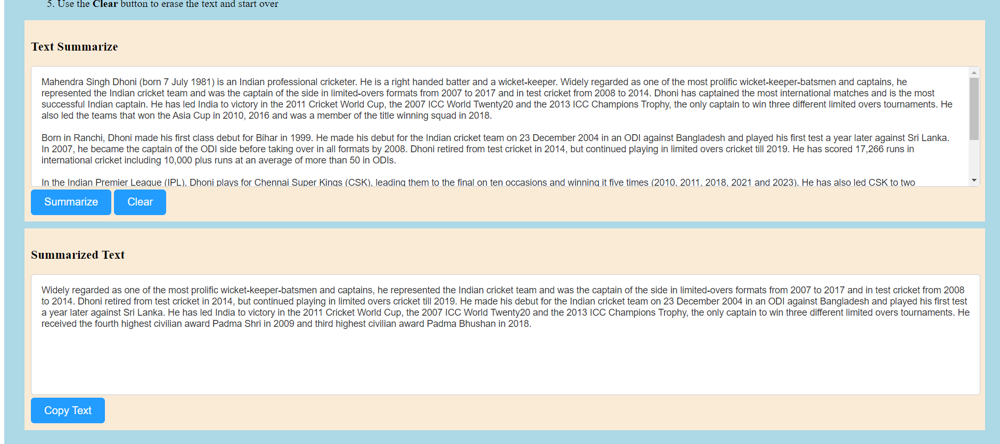 5. Use the Clear button to erase the text and start over
Text Summarize
Mahendra Singh Dhoni (born 7 July 1981) is an Indian professional cricketer. He is a right handed batter and a wicket-keeper. Widely regarded as one of the most prolific wicket-keeper-batsmen and captains, he
represented the Indian cricket team and was the captain of the side in limited-overs formats from 2007 to 2017 and in test cricket from 2008 to 2014. Dhoni has captained the most international matches and is the most
successful Indian captain. He has led India to victory in the 2011 Cricket World Cup, the 2007 ICC World Twenty20 and the 2013 ICC Champions Trophy, the only captain to win three different limited overs tournaments. He
also led the teams that won the Asia Cup in 2010, 2016 and was a member of the title winning squad in 2018.
Born in Ranchi, Dhoni made his first class debut for Bihar in 1999. He made his debut for the Indian cricket team on 23 December 2004 in an ODI against Bangladesh and played his first test a year later against Sri Lanka.
In 2007, he became the captain of the ODI side before taking over in all formats by 2008. Dhoni retired from test cricket in 2014, but continued playing in limited overs cricket till 2019. He has scored 17,266 runs in
international cricket including 10,000 plus runs at an average of more than 50 in ODIs.
In the Indian Premier League (IPL), Dhoni plays for Chennai Super Kings (CSK), leading them to the final on ten occasions and winning it five times (2010, 2011, 2018, 2021 and 2023). He has also led CSK to two
Summarize Clear
Summarized Text
Widely regarded as one of the most prolific wicket-keeper-batsmen and captains, he represented the Indian cricket team and was the captain of the side in limited-overs formats from 2007 to 2017 and in test cricket from 2008
to 2014. Dhoni retired from test cricket in 2014, but continued playing in limited overs cricket till 2019. He made his debut for the Indian cricket team on 23 December 2004 in an ODI against Bangladesh and played his first test
a year later against Sri Lanka. He has led India to victory in the 2011 Cricket World Cup, the 2007 ICC World Twenty20 and the 2013 ICC Champions Trophy, the only captain to win three different limited overs tournaments. He
received the fourth highest civilian award Padma Shri in 2009 and third highest civilian award Padma Bhushan in 2018.
Copy Text